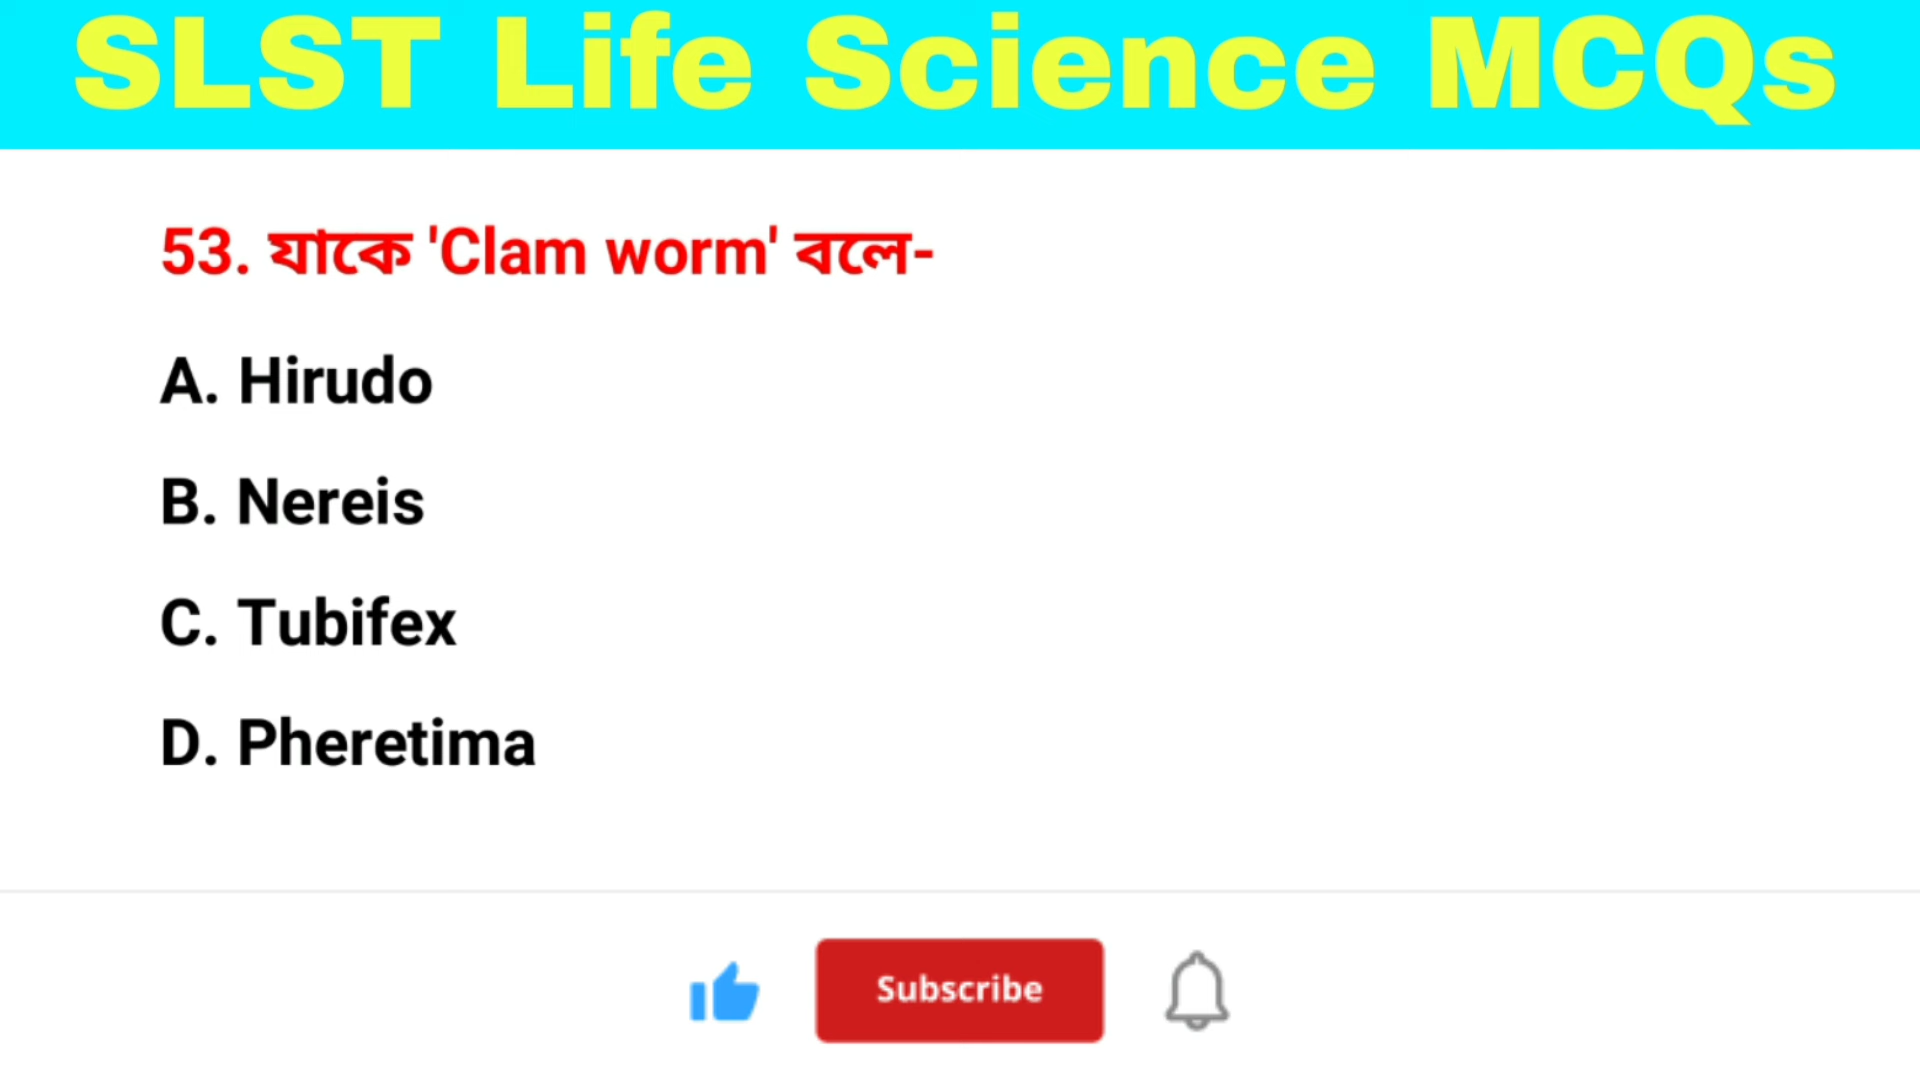 SLST Life Science MCQs
53. যাকে 'Clam worm' বলে-
A. Hirudo
B. Nereis
C. Tubifex
D. Pheretima
Subscribe